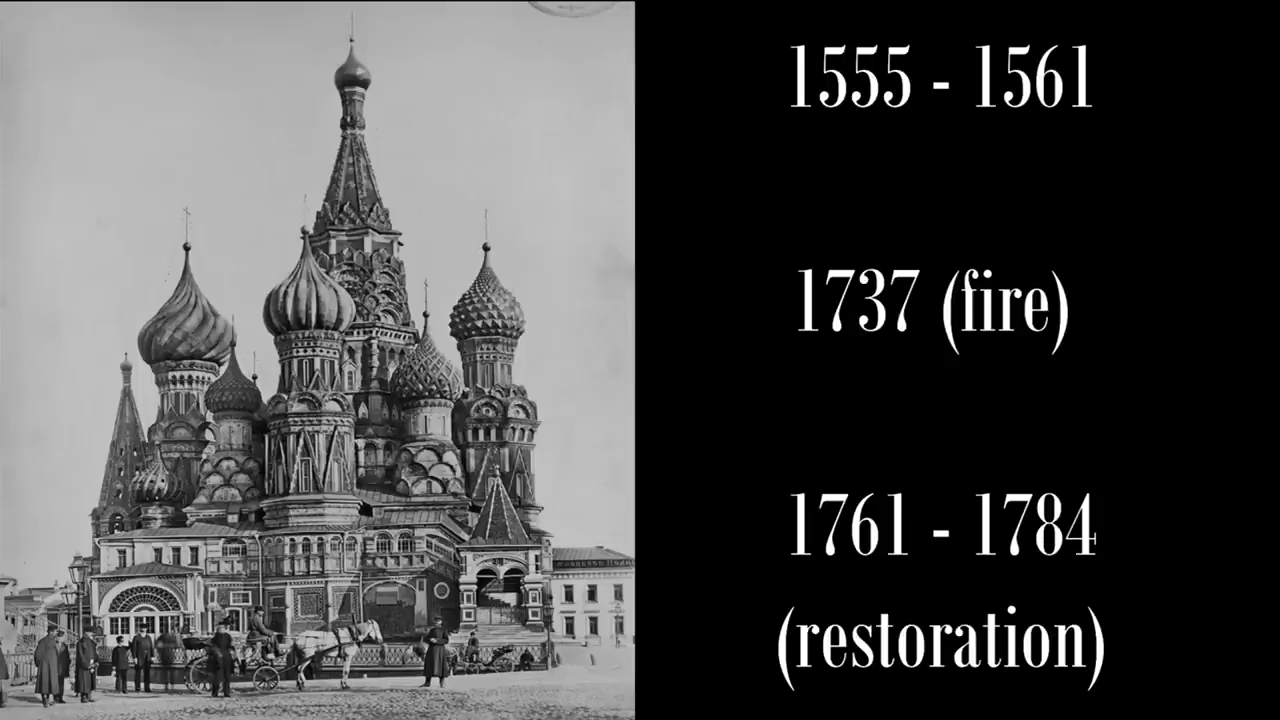 1555 - 1561
1737 (fire)
1761 - 1784
(restoration)